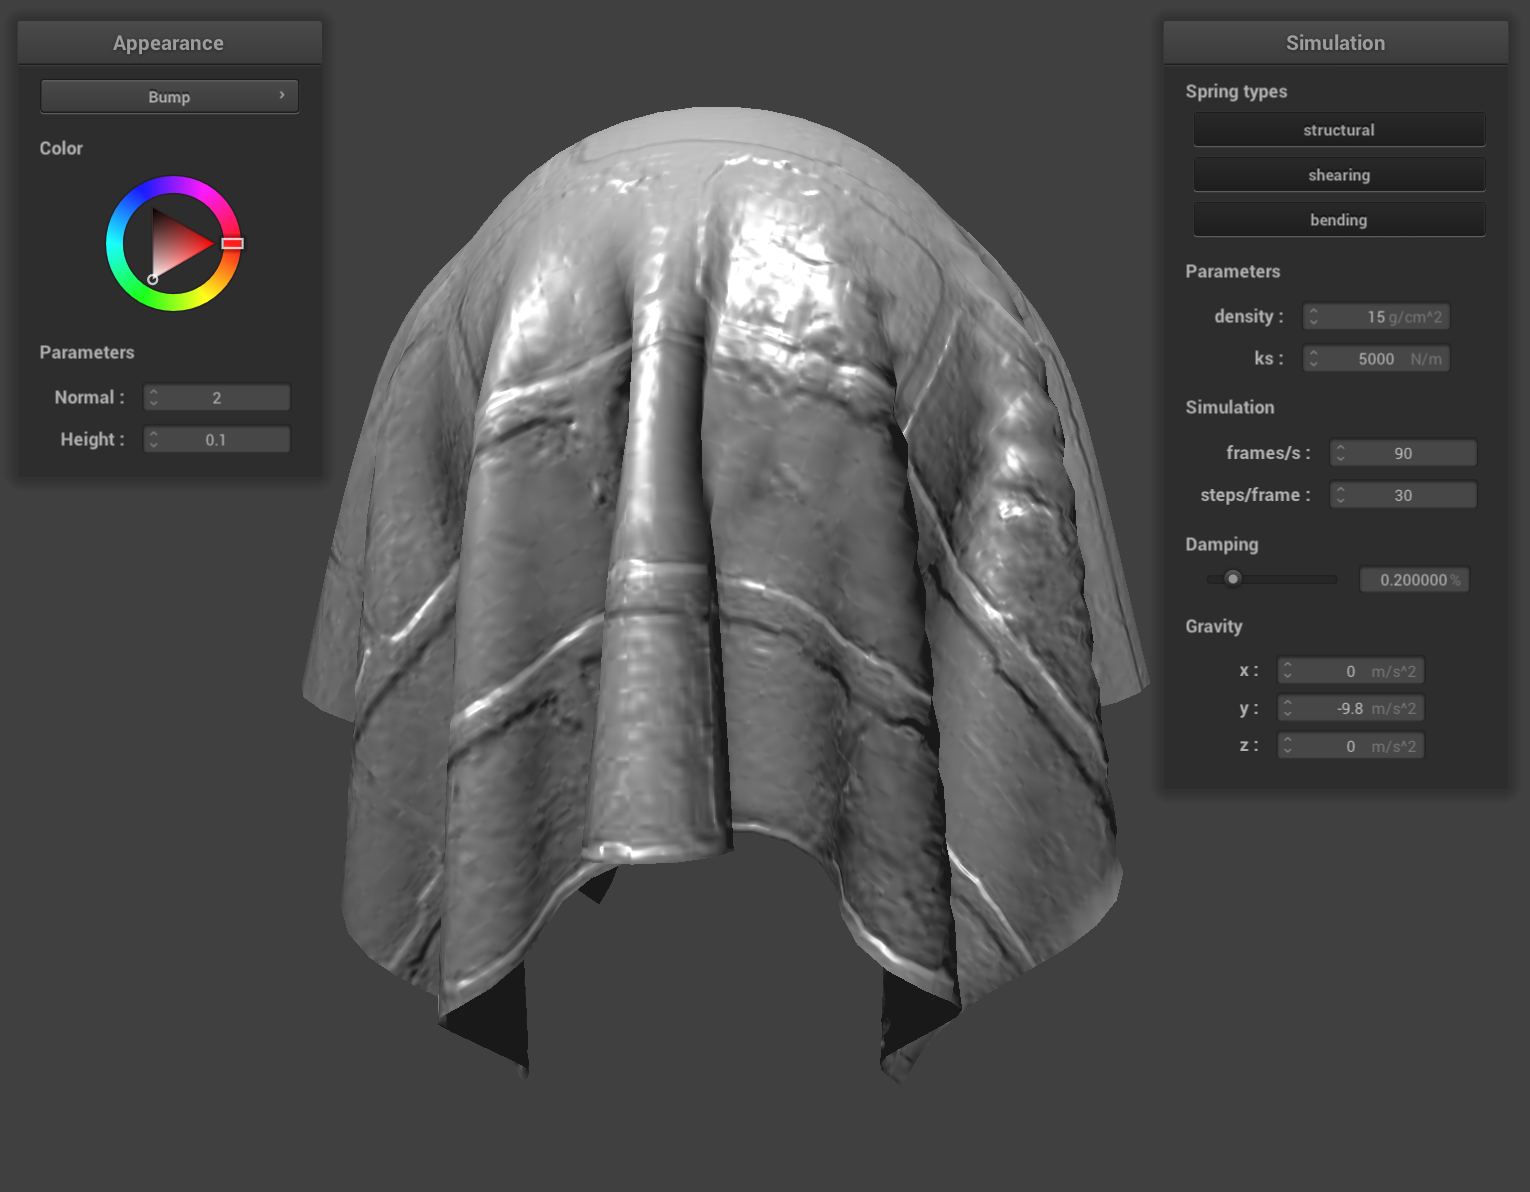 Appearance
Bump
Color
Parameters
Normal : 2
Height : 0.1
Simulation
Spring types
structural
shearing
bending
Parameters
density : 15 g/cm^2
ks : 5000 N/m
Simulation
frames/s : 90
steps/frame : 30
Damping
0.200000 %
Gravity
x : 0 m/s^2
y : -9.8 m/s^2
z : 0 m/s^2